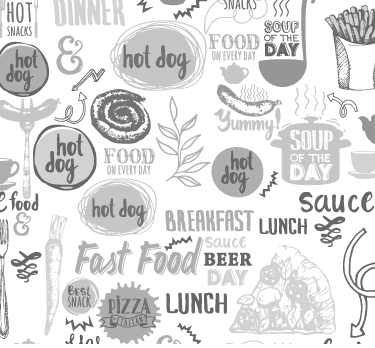 DINNER
SNACKS
HOT
SNACKS
&
hot dog
FOOD
ON EVERY DAY
SOUP
OF THE
DAY
hot
dog
Yummy!
hot
dog
FOOD
ON EVERY DAY
SOUP
OF THE
DAY
hot
dog
food
&
hot dog
sauce
BREAKFAST
LUNCH
Fast Food
sauce
BEER
DAY
Best
SNACK
PIZZA
ITALIANO
LUNCH